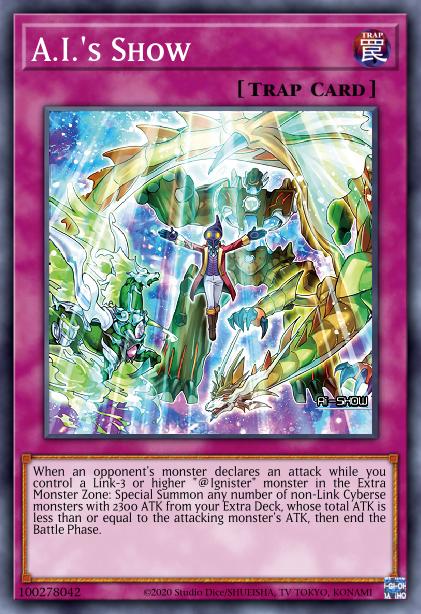 A.I.'s Show
TRAP
罠
[TRAP CARD]
Ai-SHOW
When an opponent's monster declares an attack while you
control a Link-3 or higher "@Ignister" monster in the Extra
Monster Zone: Special Summon any number of non-Link Cyberse
monsters with 2300 ATK from your Extra Deck, whose total ATK is
less than or equal to the attacking monster's ATK, then end the
Battle Phase.
100278042
©2020 Studio Dice/SHUEISHA, TV TOKYO, KONAMI